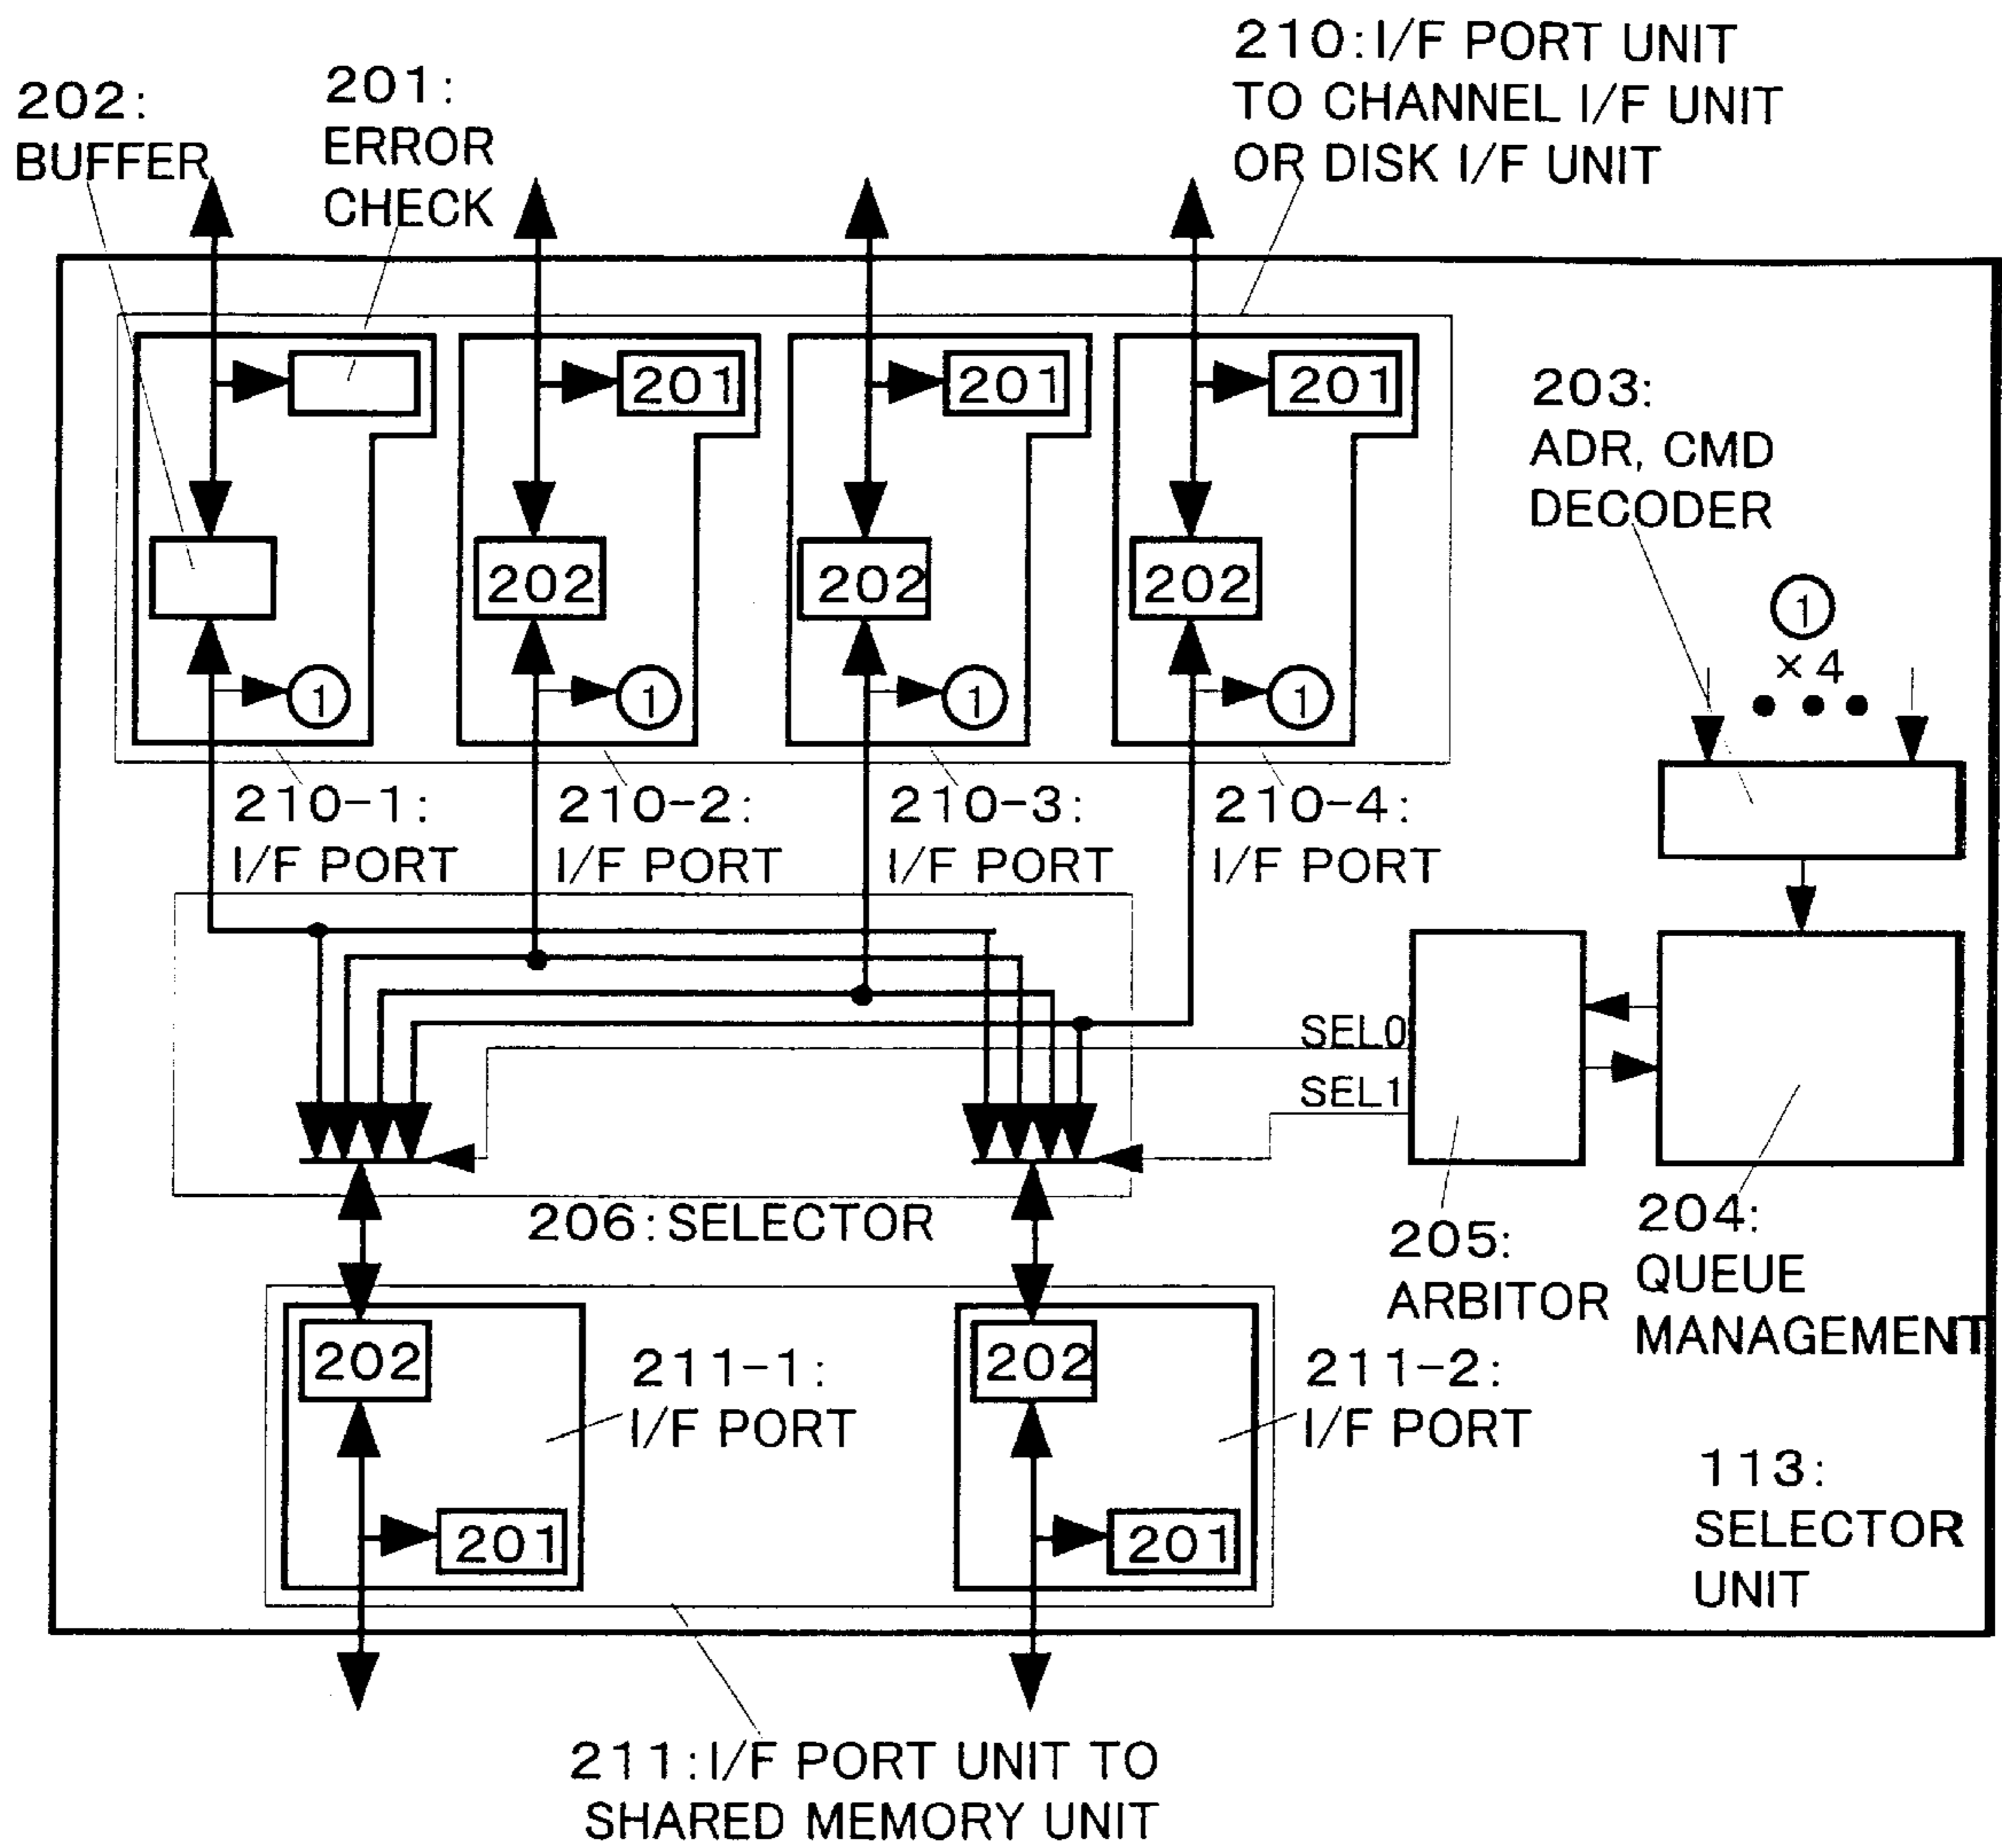 210:I/F PORT UNIT
TO CHANNEL I/F UNIT
OR DISK I/F UNIT
202:
BUFFER
201:
ERROR
CHECK
201
201
201
203:
ADR, CMD
DECODER
202
202
202
1
×4
1
1
1
1
210-1:
I/F PORT
210-2:
I/F PORT
210-3:
I/F PORT
210-4:
I/F PORT
SEL0
SEL1
206:SELECTOR
205:
ARBITOR
204:
QUEUE
MANAGEMENT
202
211-1:
I/F PORT
202
211-2:
I/F PORT
201
201
113:
SELECTOR
UNIT
211:I/F PORT UNIT TO
SHARED MEMORY UNIT